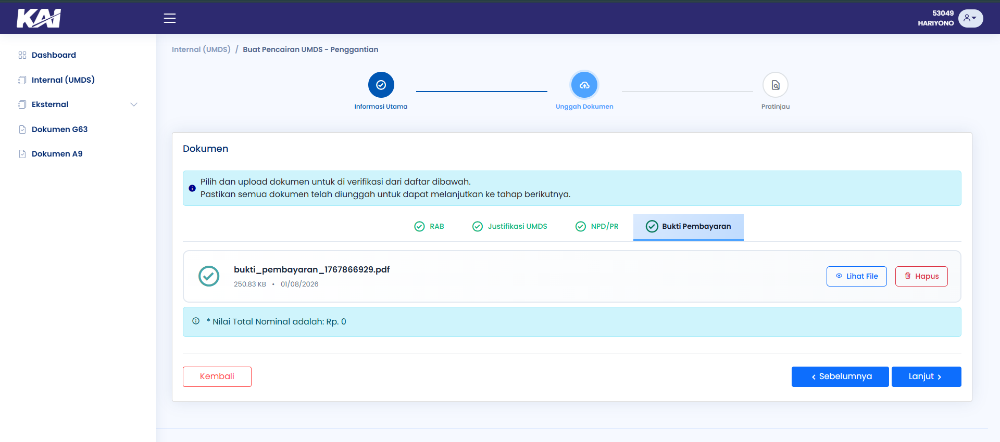 KAI
53049
HARIYONO
Dashboard
Internal (UMDS)
Eksternal
Dokumen G63
Dokumen A9
Internal (UMDS) / Buat Pencairan UMDS - Penggantian
Informasi Utama
Unggah Dokumen
Pratinjau
Dokumen
Pilih dan upload dokumen untuk di verifikasi dari daftar dibawah.
Pastikan semua dokumen telah diunggah untuk dapat melanjutkan ke tahap berikutnya.
RAB
Justifikasi UMDS
NPD/PR
Bukti Pembayaran
bukti_pembayaran_1767866929.pdf
250.83 KB • 01/08/2026
Lihat File
Hapus
* Nilai Total Nominal adalah: Rp. 0
Kembali
‹ Sebelumnya
Lanjut ›